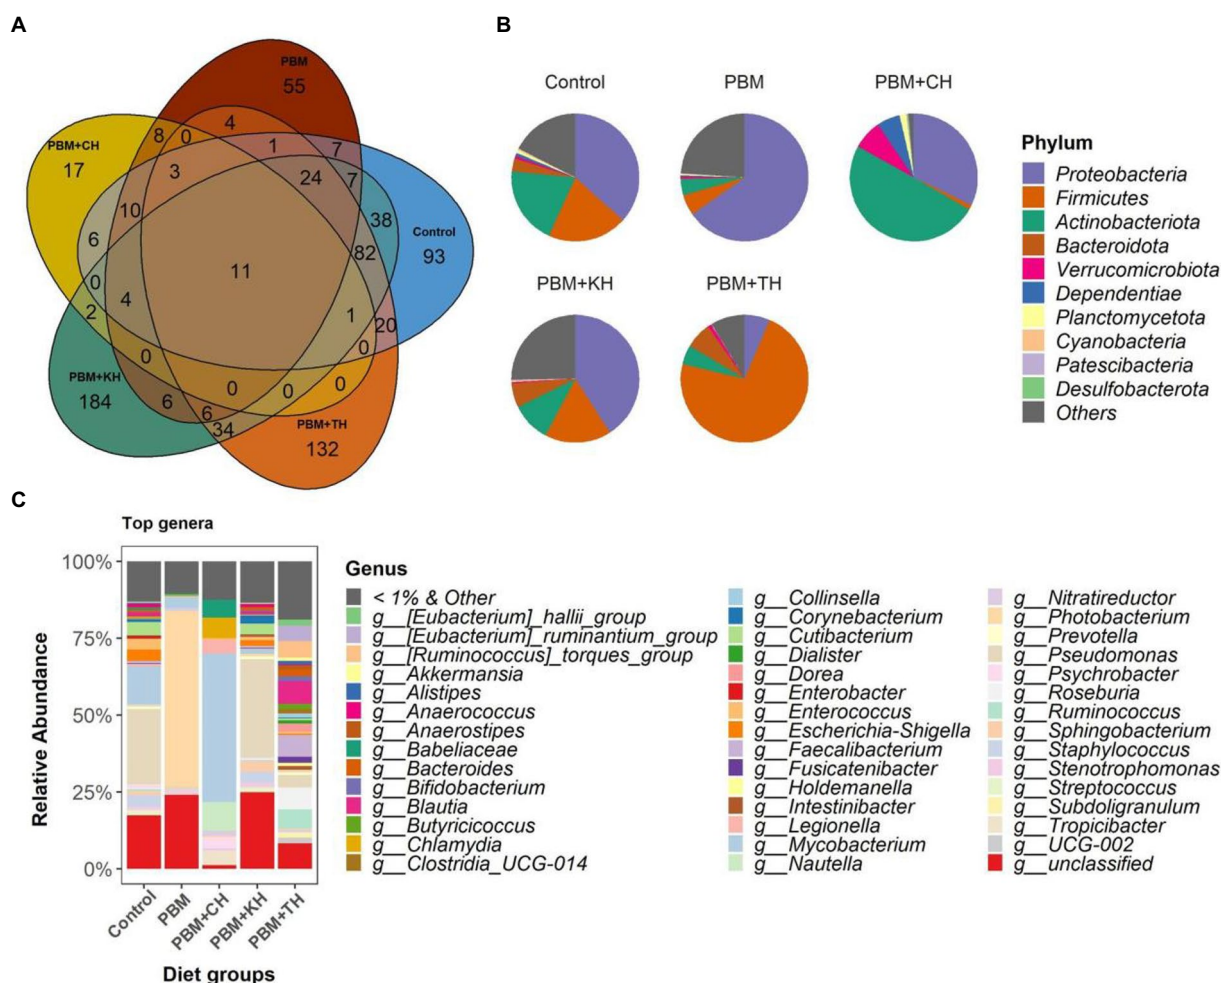 A
PBM
55
4
8
0
1
7
PBM+CH
17
3
24
7
10
38
6
Control
93
82
11
0
4
2
1
20
0
0
PBM+KH
184
0
0
0
6
6
34
PBM+TH
132
B
Control
PBM
PBM+CH
PBM+KH
PBM+TH
Phylum
Proteobacteria
Firmicutes
Actinobacteriota
Bacteroidota
Verrucomicrobiota
Dependentiae
Planctomycetota
Cyanobacteria
Patescibacteria
Desulfobacterota
Others
C
Top genera
Relative Abundance
100%
75%
50%
25%
0%
Control
PBM
PBM+CH
PBM+KH
PBM+TH
Diet groups
Genus
< 1% & Other
g__[Eubacterium]_hallii_group
g__[Eubacterium]_ruminantium_group
g__[Ruminococcus]_torques_group
g__Akkermansia
g__Alistipes
g__Anaerococcus
g__Anaerostipes
g__Babeliaceae
g__Bacteroides
g__Bifidobacterium
g__Blautia
g__Butyricicoccus
g__Chlamydia
g__Clostridia_UCG-014
g__Collinsella
g__Corynebacterium
g__Cutibacterium
g__Dialister
g__Dorea
g__Enterobacter
g__Enterococcus
g__Escherichia-Shigella
g__Faecalibacterium
g__Fusicatenibacter
g__Holdemanella
g__Intestinibacter
g__Legionella
g__Mycobacterium
g__Nautella
g__Nitratireductor
g__Photobacterium
g__Prevotella
g__Pseudomonas
g__Psychrobacter
g__Roseburia
g__Ruminococcus
g__Sphingobacterium
g__Staphylococcus
g__Stenotrophomonas
g__Streptococcus
g__Subdoligranulum
g__Tropicibacter
g__UCG-002
g__unclassified